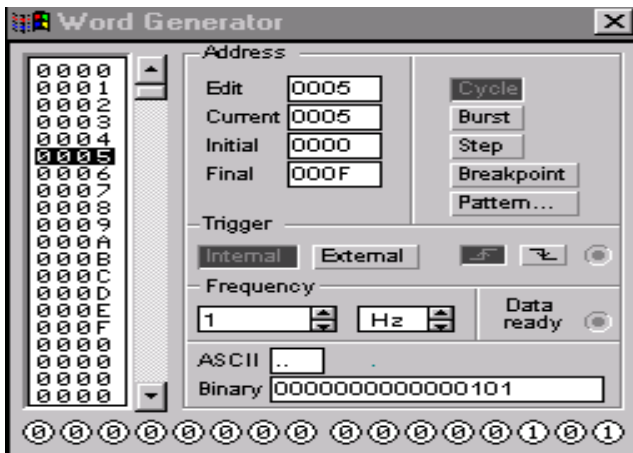 Word Generator
0000
0001
0002
0003
0004
0005
0006
0007
0008
0009
000A
000B
000C
000D
000E
000F
0000
0000
0000
0000
Address
Edit 0005
Current 0005
Initial 0000
Final 000F
Cycle
Burst
Step
Breakpoint
Pattern...
Trigger
Internal External
Frequency
1 Hz
Data
ready
ASCII ..
Binary 0000000000000101
0 0 0 0 0 0 0 0 0 0 0 0 0 1 0 1